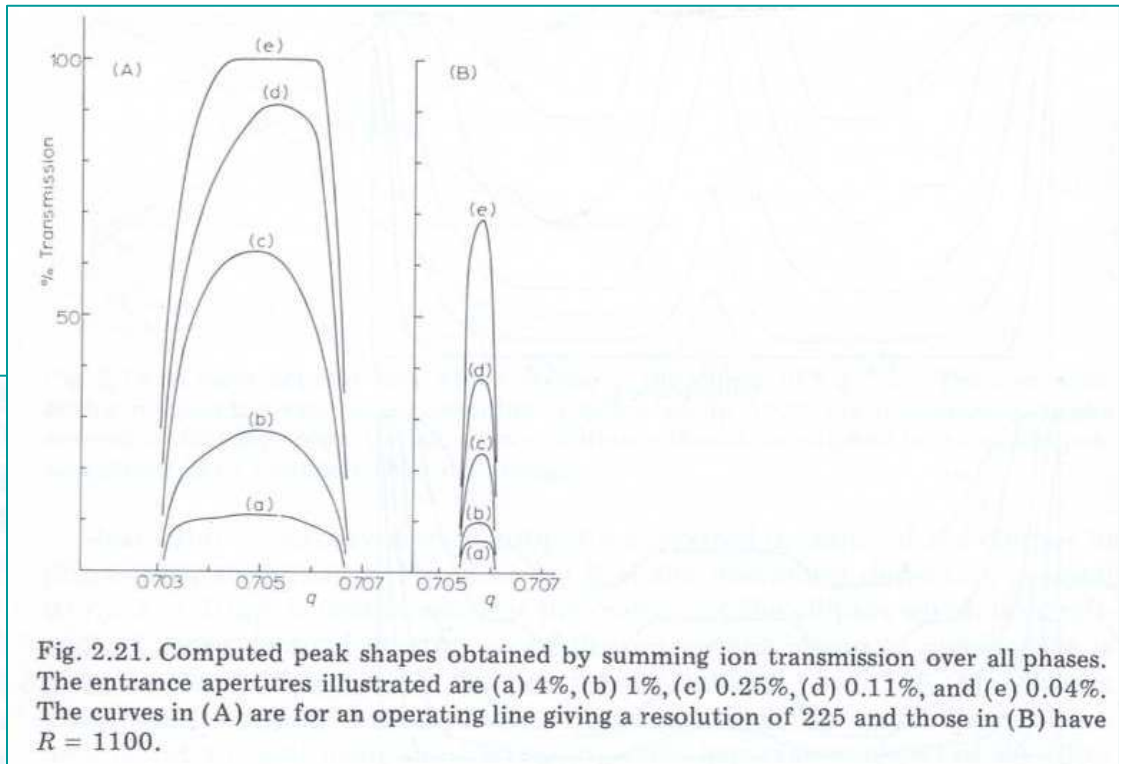 100
(A)
(e)
(B)
(d)
% Transmission
(e)
(c)
50
(d)
(b)
(c)
(a)
(b)
(a)
0.703
0.705
0.707
0.705
0.707
q
q
Fig. 2.21. Computed peak shapes obtained by summing ion transmission over all phases.
The entrance apertures illustrated are (a) 4%, (b) 1%, (c) 0.25%, (d) 0.11%, and (e) 0.04%.
The curves in (A) are for an operating line giving a resolution of 225 and those in (B) have
R = 1100.